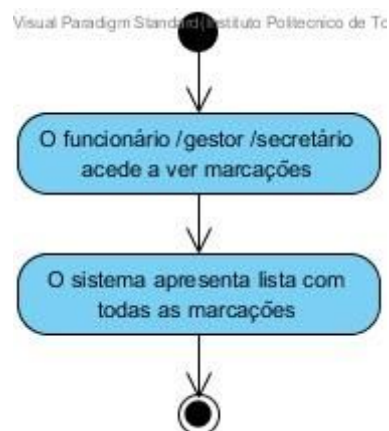 Visual Paradigm Standard(Instituto Politecnico de To
O funcionário /gestor /secretário
acede a ver marcações
O sistema apresenta lista com
todas as marcações